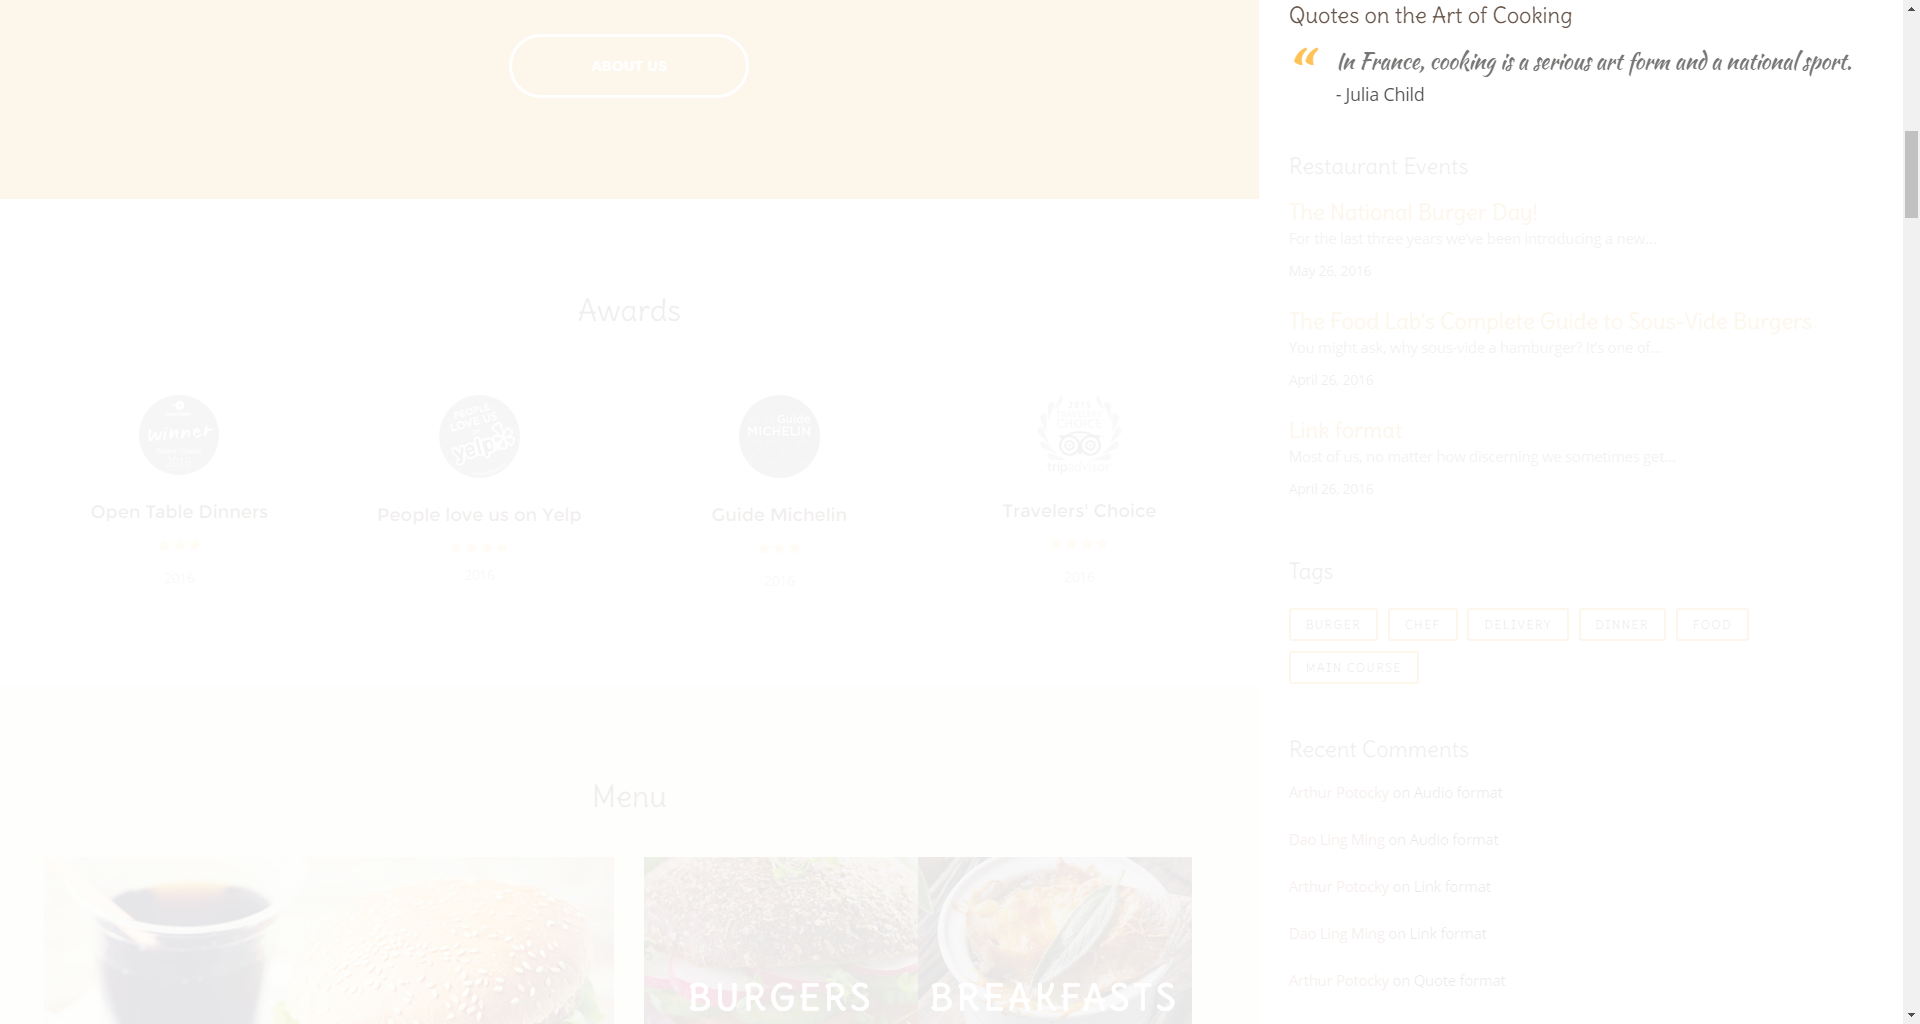 ABOUT US
Awards
winner
Open Table Dinners
2016
PEOPLE
LOVE US
yelp
People love us on Yelp
2016
Guide
MICHELIN
Guide Michelin
2016
2015
TRAVELLERS'
CHOICE
tripadvisor
Travelers' Choice
2016
Menu
BURGERS
BREAKFASTS
Quotes on the Art of Cooking
“ In France, cooking is a serious art form and a national sport.
- Julia Child
Restaurant Events
The National Burger Day!
For the last three years we've been introducing a new...
May 26, 2016
The Food Lab's Complete Guide to Sous-Vide Burgers
You might ask, why sous-vide a hamburger? It's one of...
April 26, 2016
Link format
Most of us, no matter how discerning we sometimes get...
April 26, 2016
Tags
BURGER CHEF DELIVERY DINNER FOOD
MAIN COURSE
Recent Comments
Arthur Potocky on Audio format
Dao Ling Ming on Audio format
Arthur Potocky on Link format
Dao Ling Ming on Link format
Arthur Potocky on Quote format